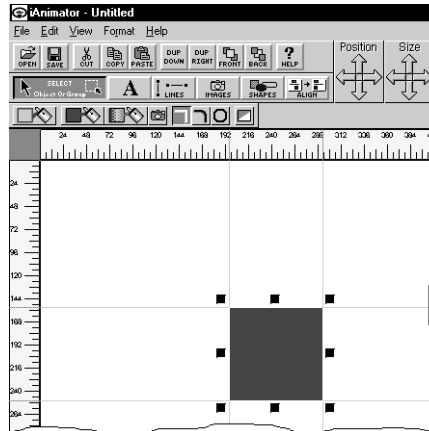 iAnimator - Untitled
File Edit View Format Help
OPEN SAVE CUT COPY PASTE DUP DOWN DUP RIGHT FRONT BACK HELP
Position Size
SELECT Object Or Group A LINES IMAGES SHAPES ALIGN
24 48 72 96 120 144 168 192 216 240 264 288 312 336 360 384
24
48
72
96
120
144
168
192
216
240
264